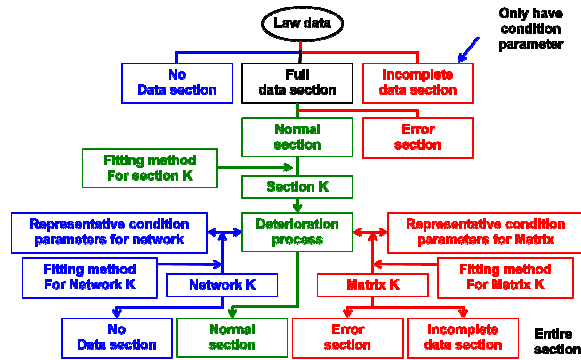 Law data
Only have
condition
parameter
No
Data section
Full
data section
Incomplete
data section
Normal
section
Error
section
Fitting method
For section K
Section K
Representative condition
parameters for network
Deterioration
process
Representative condition
parameters for Matrix
Fitting method
For Network K
Network K
Matrix K
Fitting method
For Matrix K
No
Data section
Normal
section
Error
section
Incomplete
data section
Entire
section